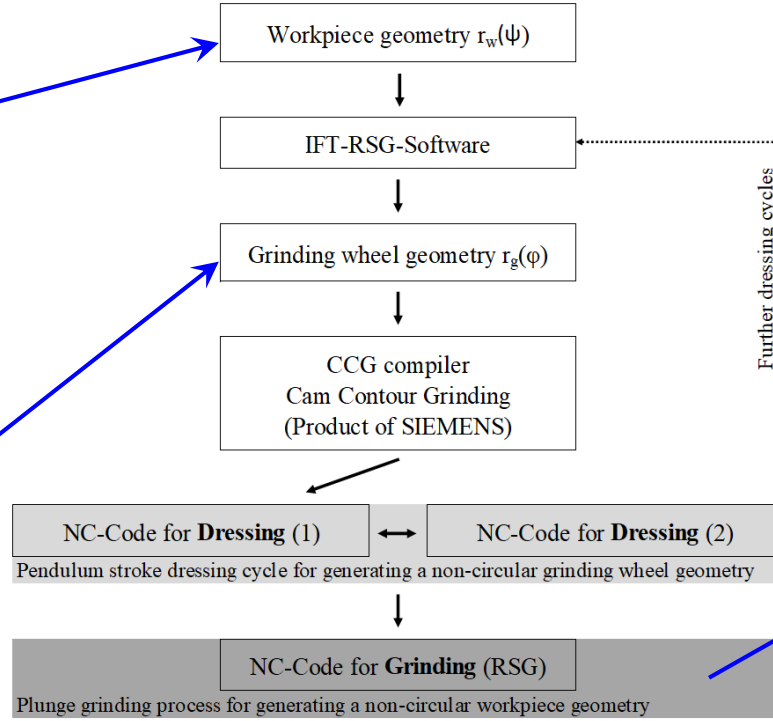 Workpiece geometry r_w(ψ)
IFT-RSG-Software
Further dressing cycles
Grinding wheel geometry r_g(φ)
CCG compiler
Cam Contour Grinding
(Product of SIEMENS)
NC-Code for Dressing (1)
NC-Code for Dressing (2)
Pendulum stroke dressing cycle for generating a non-circular grinding wheel geometry
NC-Code for Grinding (RSG)
Plunge grinding process for generating a non-circular workpiece geometry